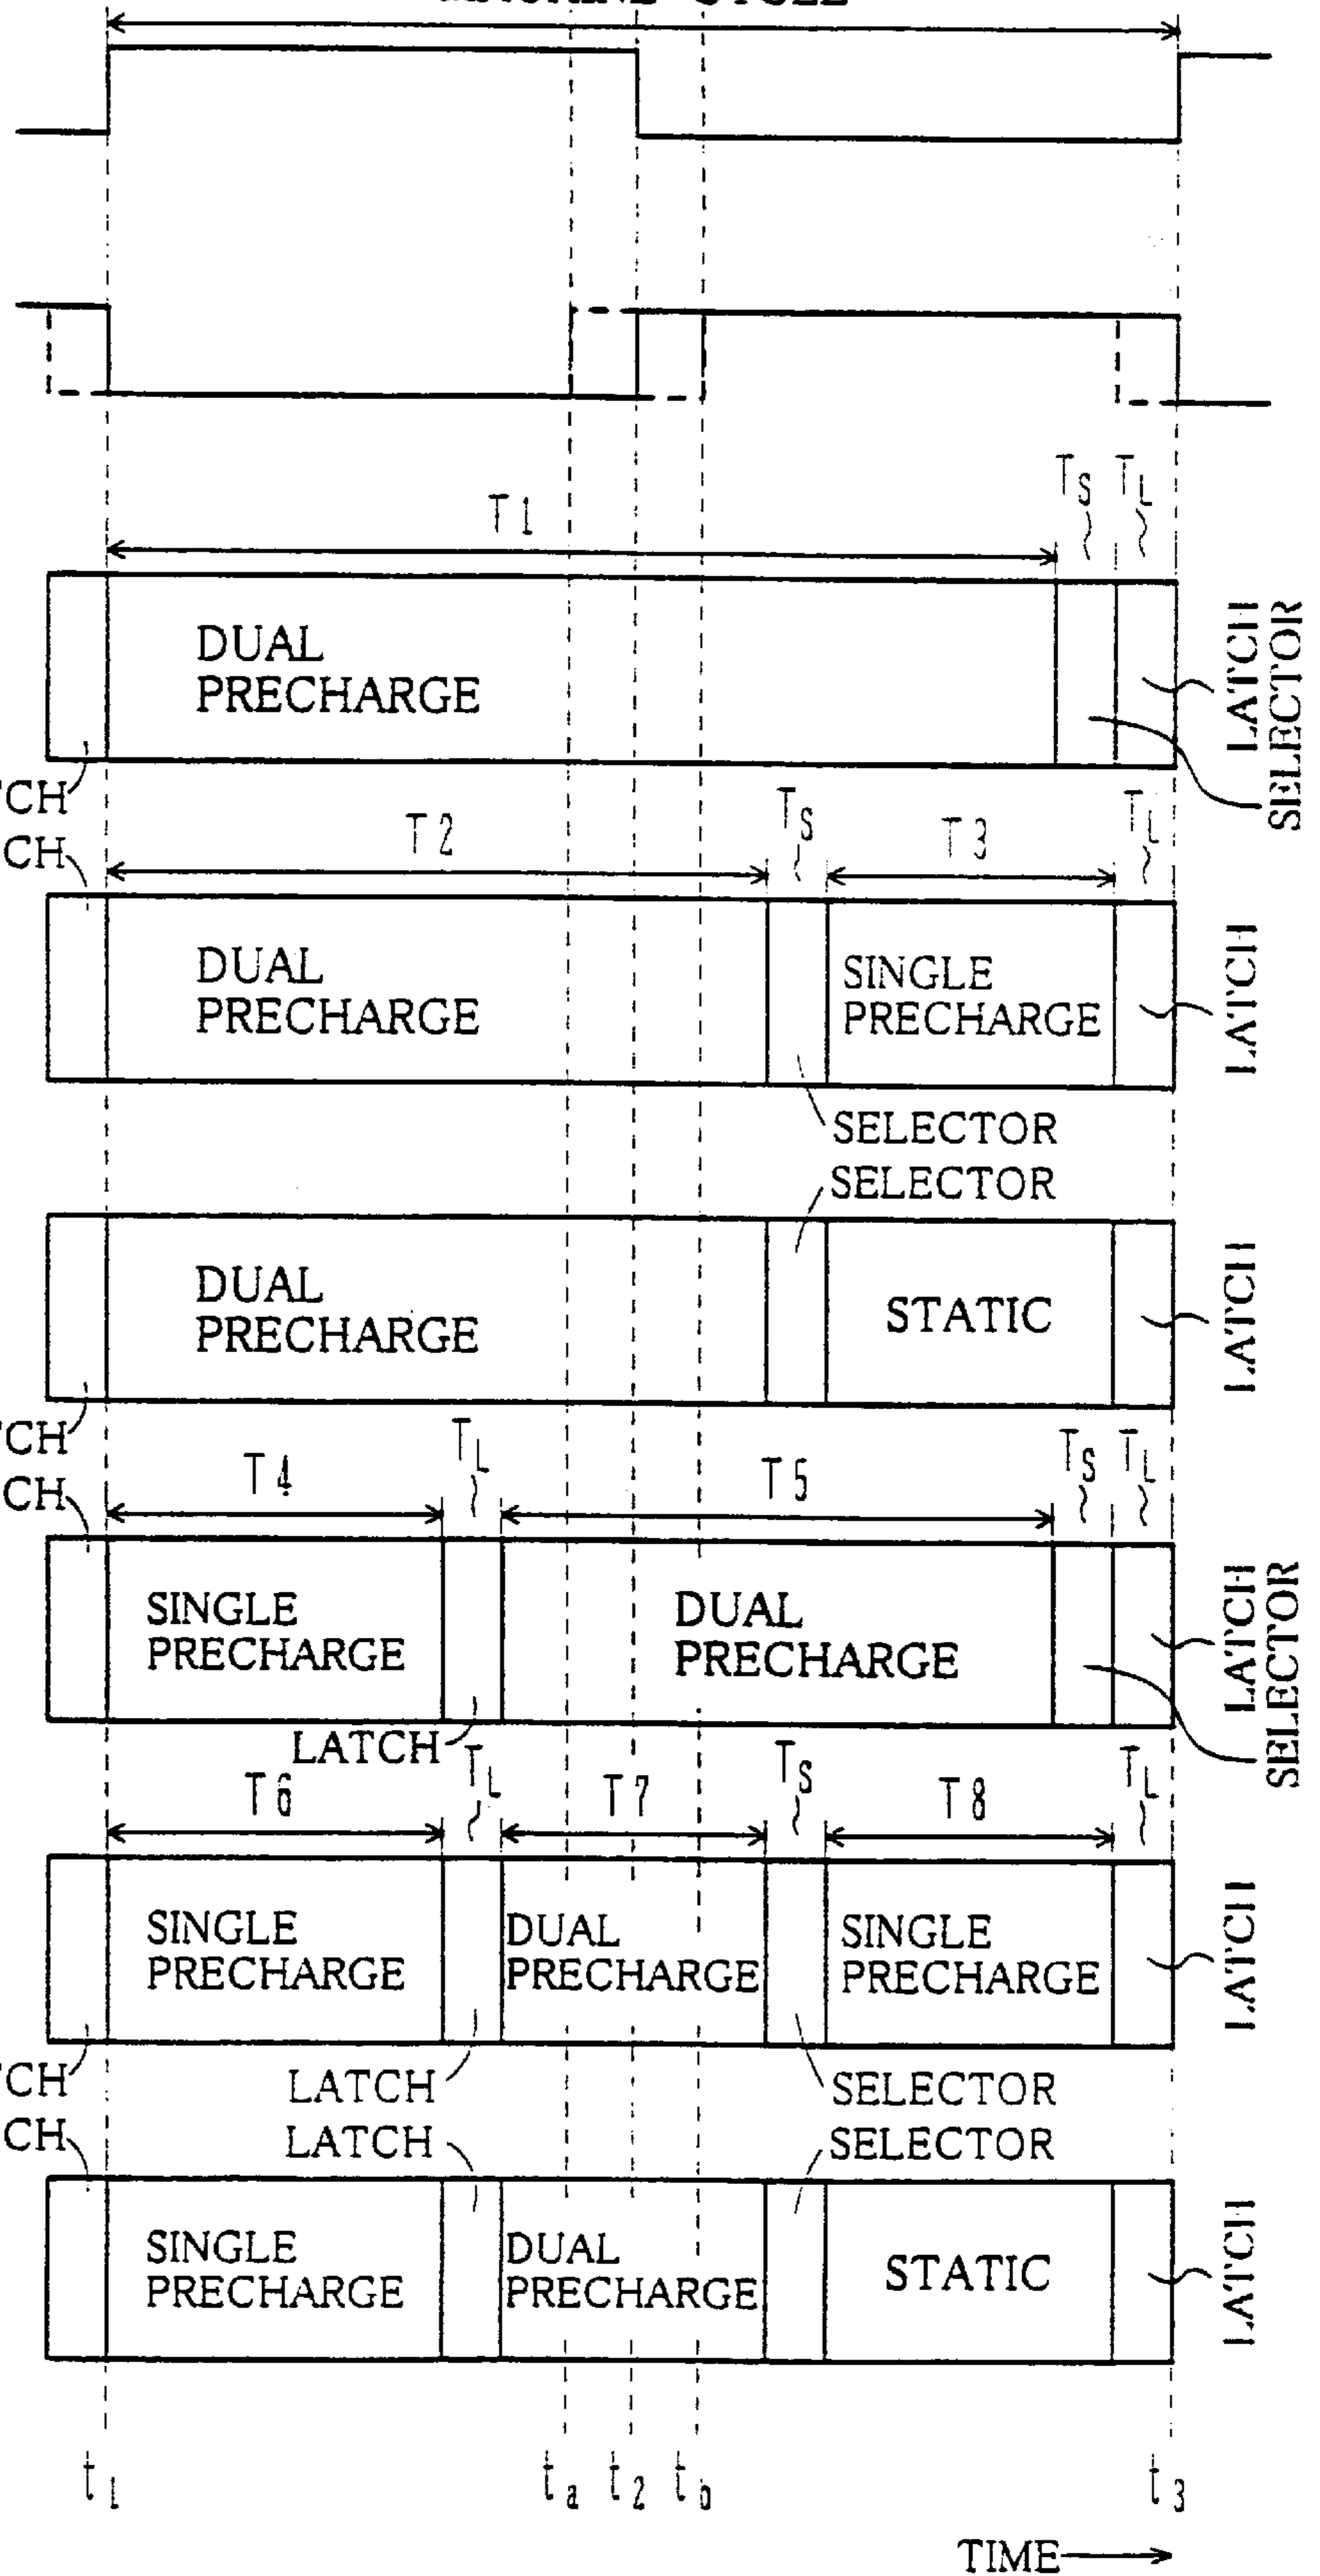 T1
TS TL
DUAL
PRECHARGE
LATCH
SELECTOR
CH
CH
T2
TS
T3
TL
DUAL
PRECHARGE
SINGLE
PRECHARGE
LATCH
SELECTOR
SELECTOR
DUAL
PRECHARGE
STATIC
LATCH
CH
CH
T4
TL
T5
TS TL
SINGLE
PRECHARGE
DUAL
PRECHARGE
LATCH
SELECTOR
LATCH
T6
TL
T7
TS
T8
TL
SINGLE
PRECHARGE
DUAL
PRECHARGE
SINGLE
PRECHARGE
LATCH
CH
CH
LATCH
LATCH
SELECTOR
SELECTOR
SINGLE
PRECHARGE
DUAL
PRECHARGE
STATIC
LATCH
t1
ta t2 tb
t3
TIME